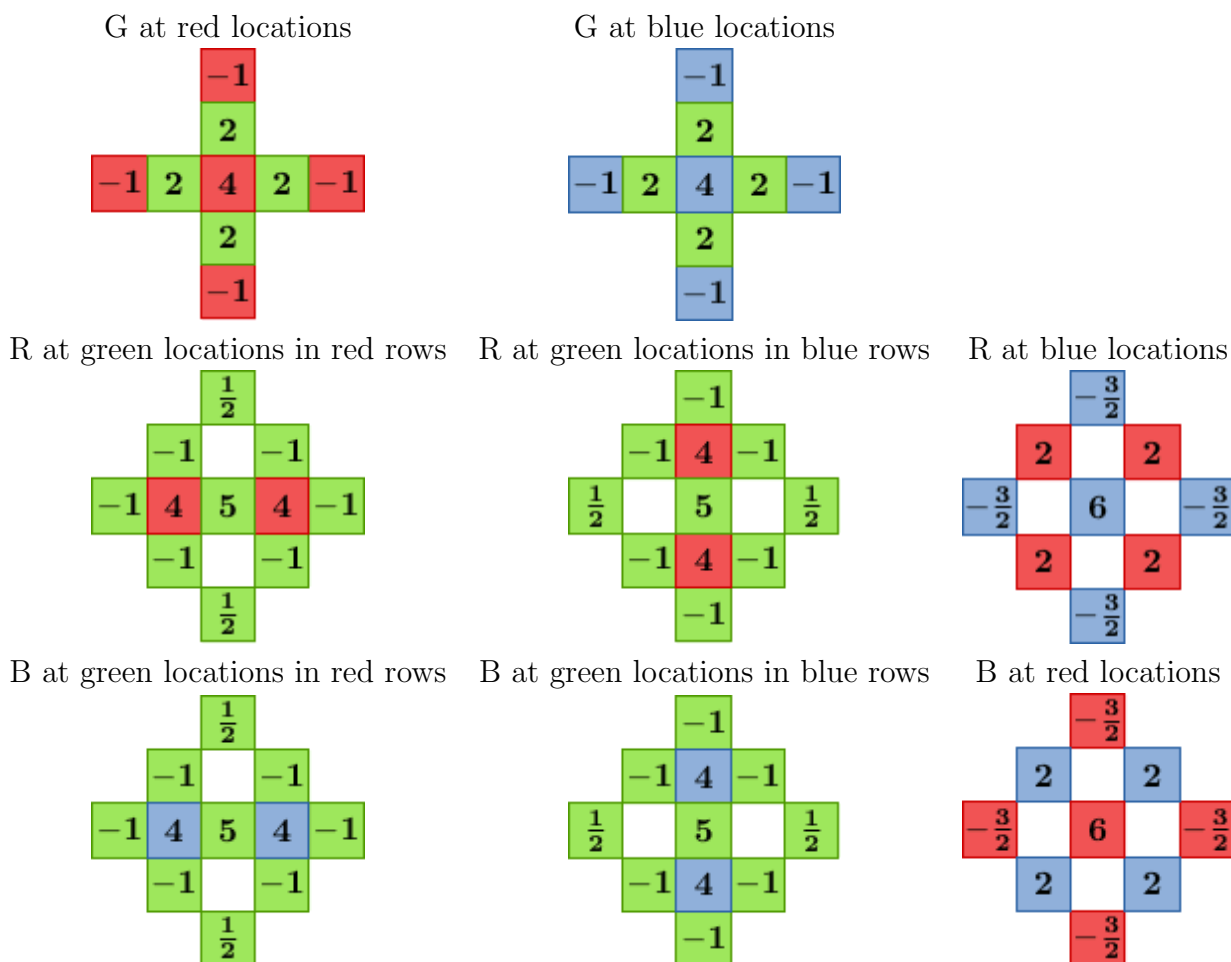 G at red locations G at blue locations
−1 −1
2 2
−1 2 4 2 −1 −1 2 4 2 −1
2 2
−1 −1
R at green locations in red rows R at green locations in blue rows R at blue locations
1/2 −1 −3/2
−1 −1 −1 4 −1 2 2
−1 4 5 4 −1 1/2 5 1/2 −3/2 6 −3/2
−1 −1 −1 4 −1 2 2
1/2 −1 −3/2
B at green locations in red rows B at green locations in blue rows B at red locations
1/2 −1 −3/2
−1 −1 −1 4 −1 2 2
−1 4 5 4 −1 1/2 5 1/2 −3/2 6 −3/2
−1 −1 −1 4 −1 2 2
1/2 −1 −3/2